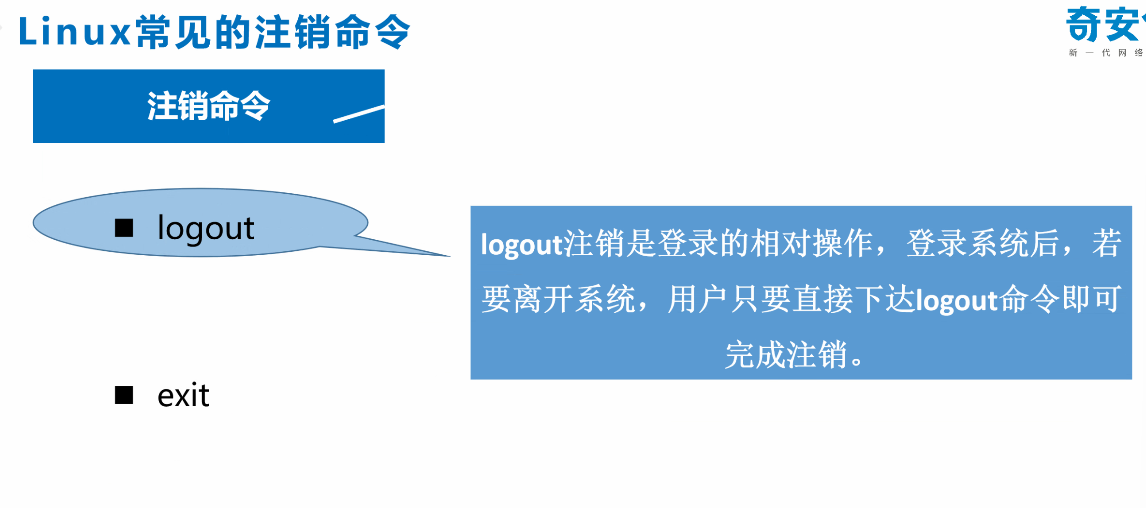 Linux常见的注销命令
奇安
新一代网络
注销命令
logout
logout注销是登录的相对操作，登录系统后，若
要离开系统，用户只要直接下达logout命令即可
完成注销。
exit